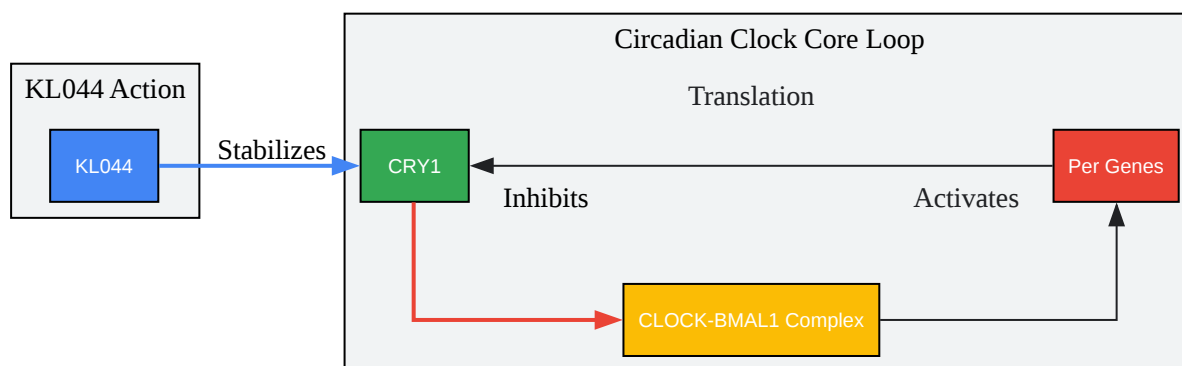 Circadian Clock Core Loop
KL044 Action
Translation
KL044
Stabilizes
CRY1
Per Genes
Inhibits
Activates
CLOCK-BMAL1 Complex